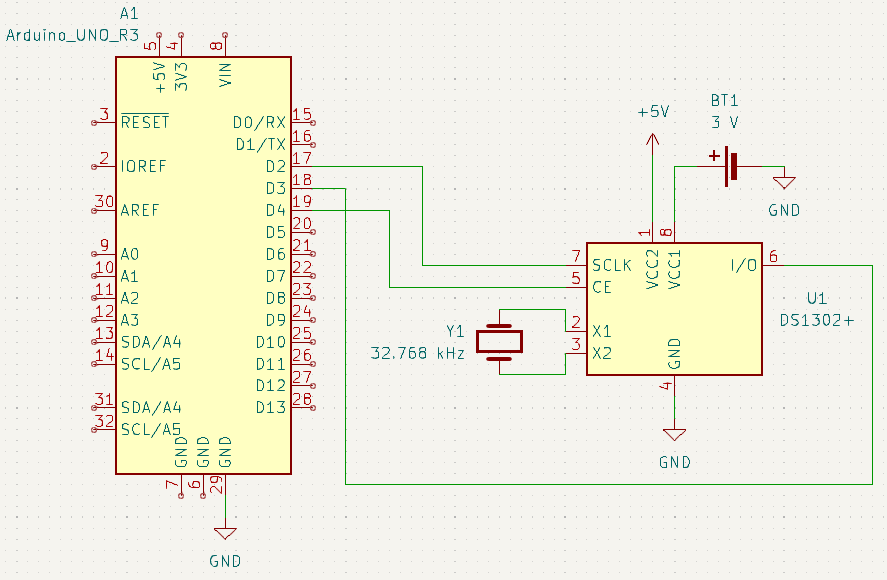 A1
Arduino_UNO_R3
5
4
8
+5V
3V3
VIN
3
RESET
2
IOREF
30
AREF
9
A0
10
A1
11
A2
12
A3
13
SDA/A4
14
SCL/A5
31
SDA/A4
32
SCL/A5
D0/RX
15
D1/TX
16
D2
17
D3
18
D4
19
D5
20
D6
21
D7
22
D8
23
D9
24
D10
25
D11
26
D12
27
D13
28
GND
GND
GND
7
6
29
GND
+5V
BT1
3 V
+
GND
1
8
VCC2
VCC1
7
SCLK
5
CE
2
X1
3
X2
I/O
6
GND
4
U1
DS1302+
Y1
32.768 kHz
GND